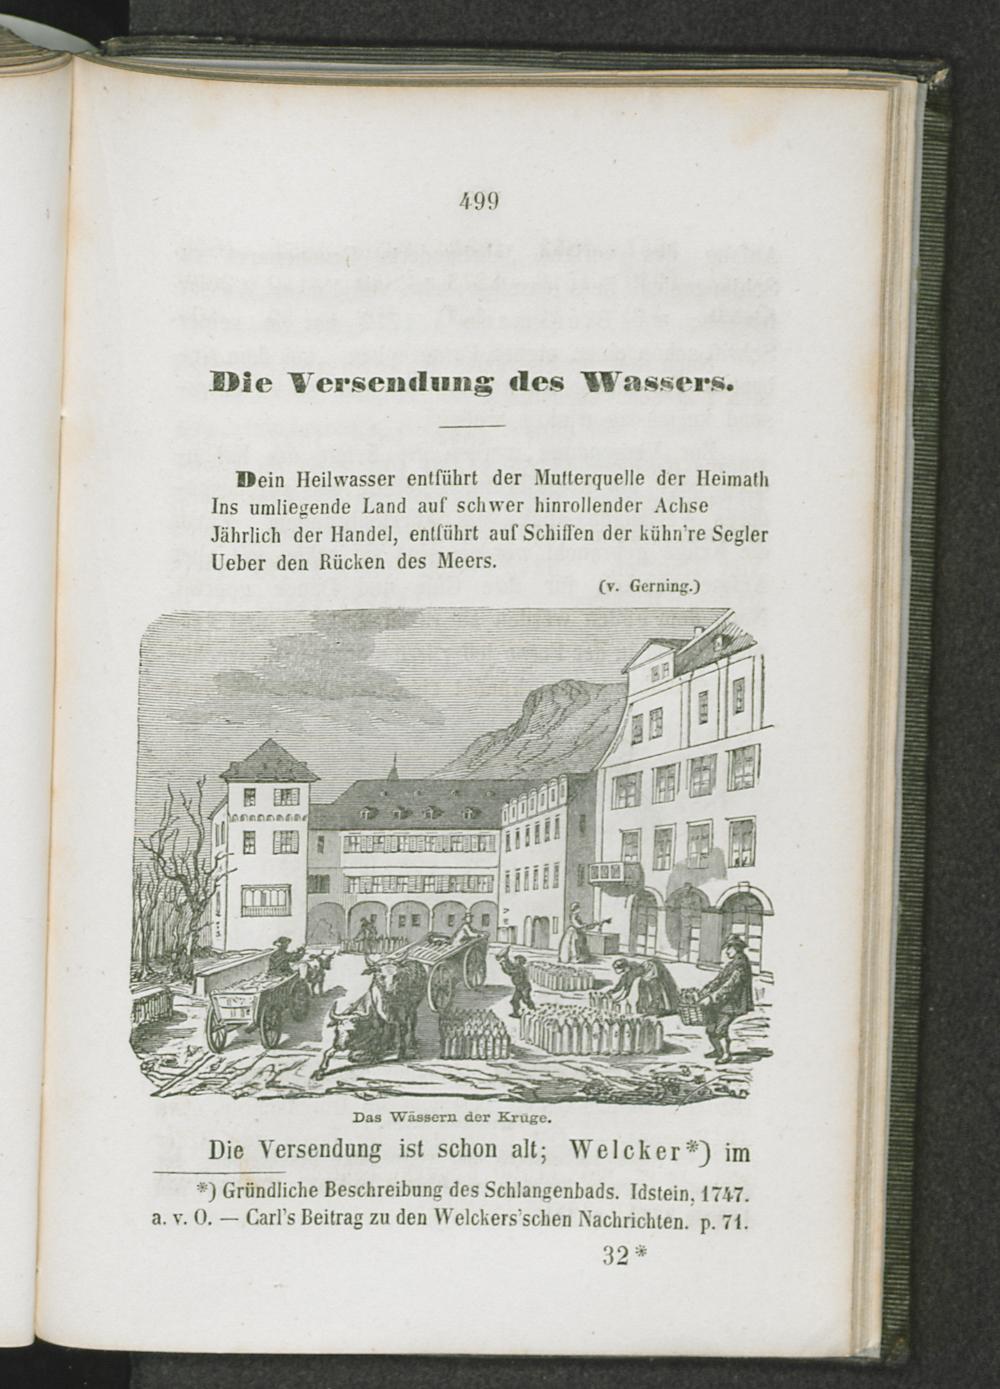 499
Die Versendung des Wassers.
Dein Heilwasser entführt der Mutterquelle der Heimath
Ins umliegende Land auf schwer hinrollender Achse
Jährlich der Handel, entführt auf Schiffen der kühn're Segler
Ueber den Rücken des Meers.
(v. Gerning.)
Das Wässern der Krüge.
Die Versendung ist schon alt; Welcker*) im
*) Gründliche Beschreibung des Schlangenbads. Idstein, 1747.
a. v. O. — Carl's Beitrag zu den Welckers'schen Nachrichten. p. 71.
32*